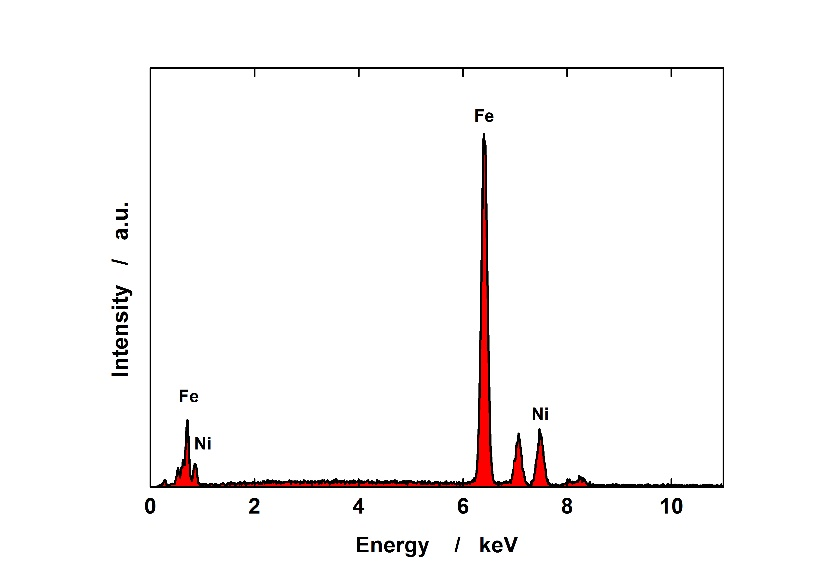 Fe
Fe
Ni
Ni
Intensity / a.u.
0 2 4 6 8 10
Energy / keV